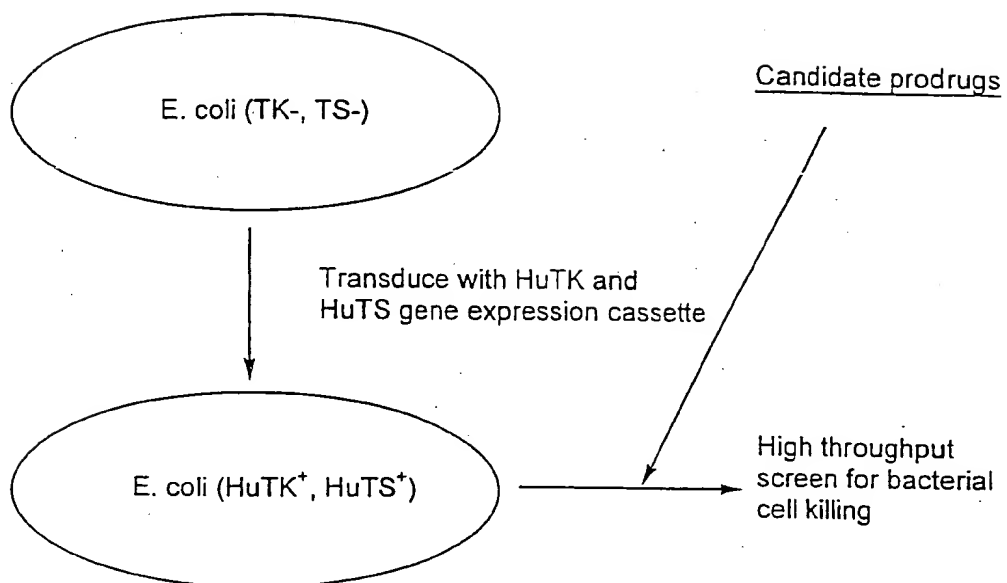 E. coli (TK-, TS-)
Candidate prodrugs
Transduce with HuTK and
HuTS gene expression cassette
E. coli (HuTK⁺, HuTS⁺)
High throughput
screen for bacterial
cell killing